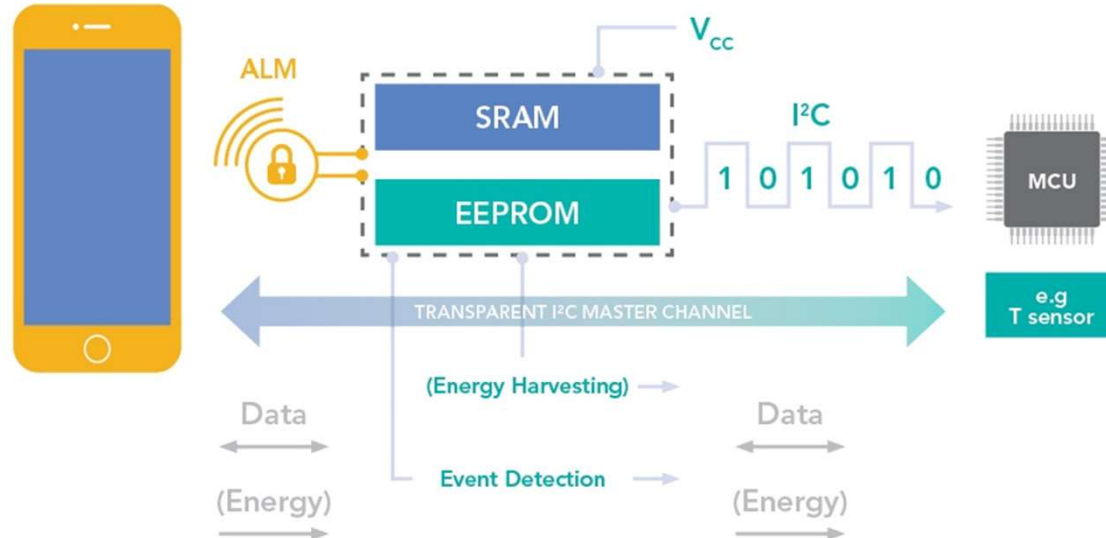 V_CC
ALM
SRAM
I²C
1 0 1 0 1 0
MCU
EEPROM
TRANSPARENT I²C MASTER CHANNEL
e.g
T sensor
(Energy Harvesting)
Data
Data
Event Detection
(Energy)
(Energy)